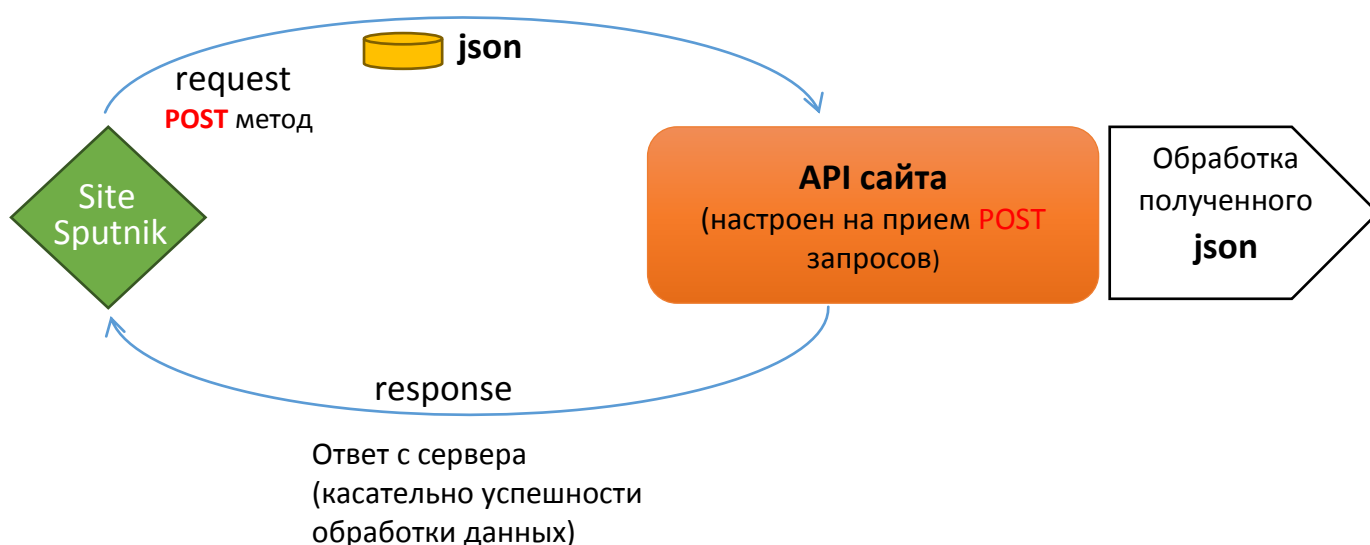 json
request
POST метод
Site
Sputnik
API сайта
(настроен на прием POST
запросов)
Обработка
полученного
json
response
Ответ с сервера
(касательно успешности
обработки данных)